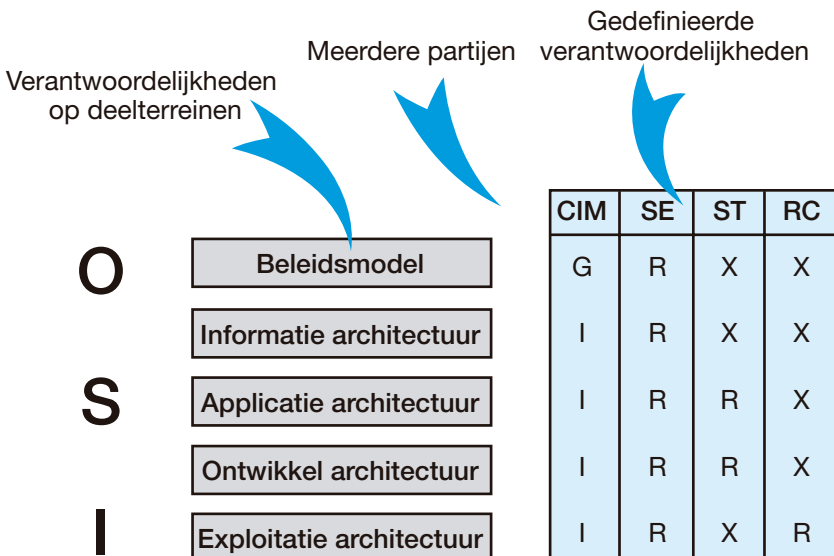 Gedefinieerde
Meerdere partijen verantwoordelijkheden
Verantwoordelijkheden
op deelterreinen
CIM SE ST RC
O Beleidsmodel G R X X
Informatie architectuur I R X X
S Applicatie architectuur I R R X
Ontwikkel architectuur I R R X
I Exploitatie architectuur I R X R